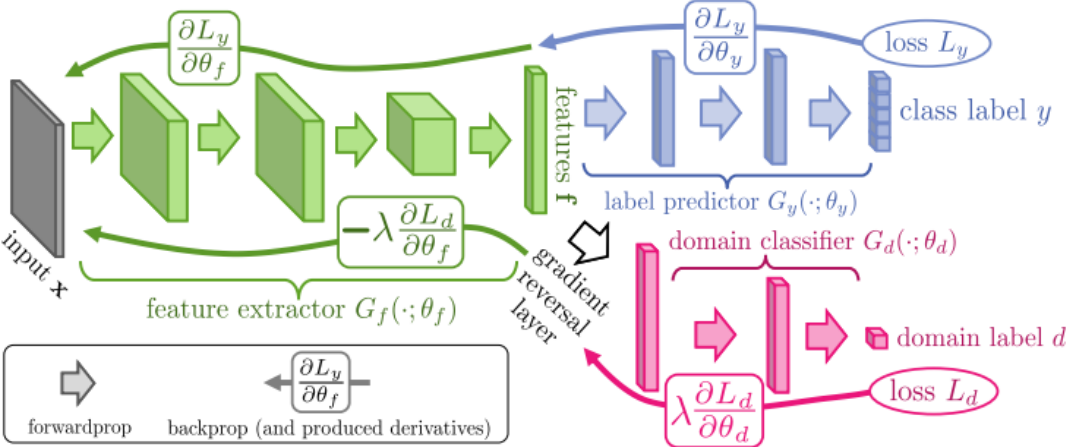 ∂L_y/∂θ_f
∂L_y/∂θ_y
loss L_y
features f
class label y
label predictor G_y(·;θ_y)
input x
−λ ∂L_d/∂θ_f
gradient
reversal
layer
feature extractor G_f(·;θ_f)
domain classifier G_d(·;θ_d)
domain label d
λ ∂L_d/∂θ_d
loss L_d
∂L_y/∂θ_f
forwardprop
backprop (and produced derivatives)